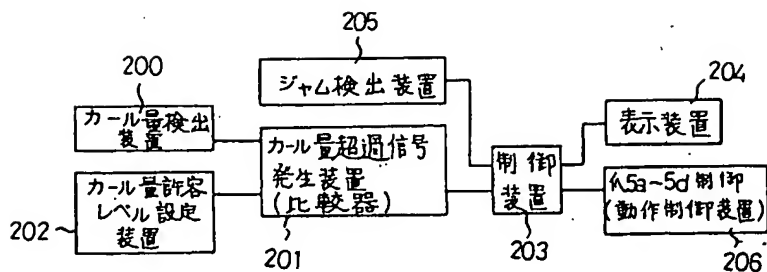 205
200
ジャム検出装置
204
カール量検出
装置
カール量超過信号
発生装置
(比較器)
表示装置
制御
装置
カール量許容
レベル設定
装置
5a~5d制御
(動作制御装置)
202
201
203
206